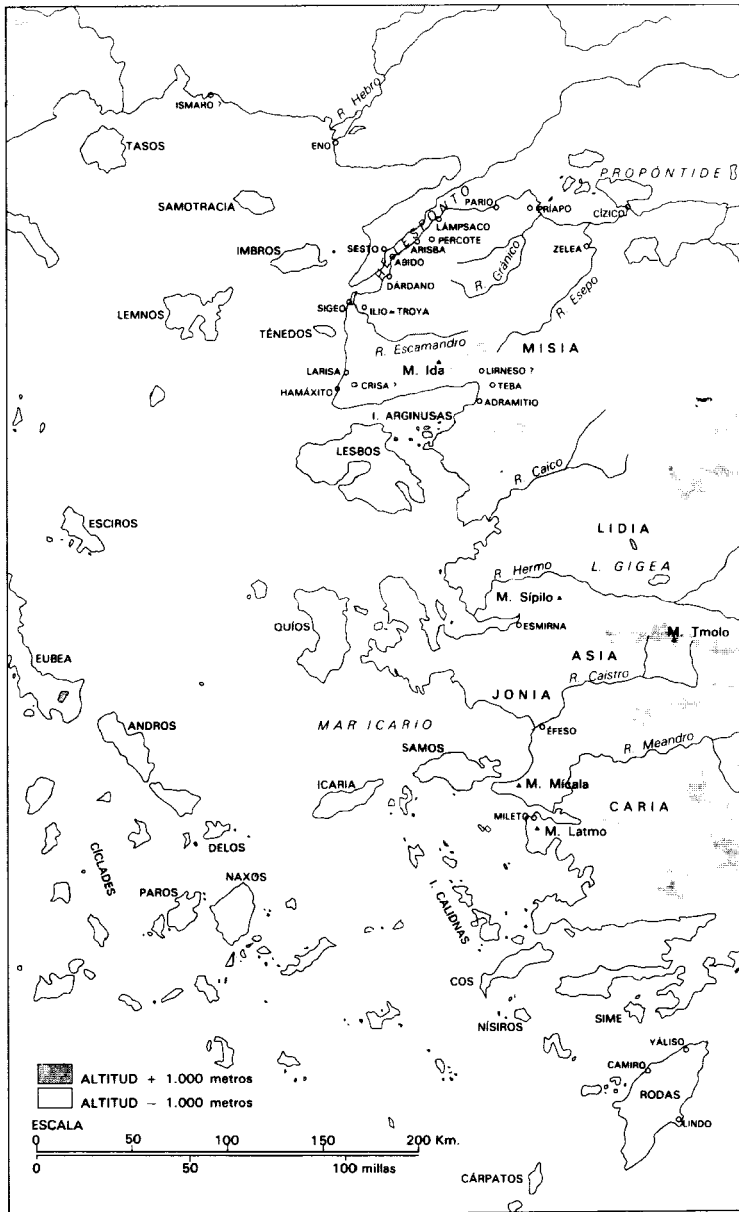 ISMARO ?
R. Hebro
TASOS
ENO
PROPÓNTIDE
SAMOTRACIA
HELESPONTO
PARIO
PRÍAPO
CÍZICO
LÁMPSACO
IMBROS
SESTO
PERCOTE
ARISBA
ABIDO
ZELEA
R. Gránico
DÁRDANO
LEMNOS
SIGEO
ILIO = TROYA
R. Esepo
TÉNEDOS
R. Escamandro
MISIA
LARISA
M. Ida
LIRNESO ?
CRISA ?
TEBA
HAMÁXITO
ADRAMITIO
I. ARGINUSAS
LESBOS
R. Caico
ESCIROS
LIDIA
R. Hermo
L. GIGEA
M. Sípilo
QUÍOS
ESMIRNA
M. Tmolo
EUBEA
ASIA
R. Caistro
JONIA
ANDROS
MAR ICARIO
ÉFESO
R. Meandro
SAMOS
ICARIA
M. Mícala
CARIA
MILETO
M. Latmo
DELOS
CÍCLADES
NAXOS
PAROS
I. CALIDNAS
COS
NÍSIROS
SIME
YÁLISO
CAMIRO
RODAS
LINDO
CÁRPATOS
ALTITUD + 1.000 metros
ALTITUD − 1.000 metros
ESCALA
0 50 100 150 200 Km.
0 50 100 millas